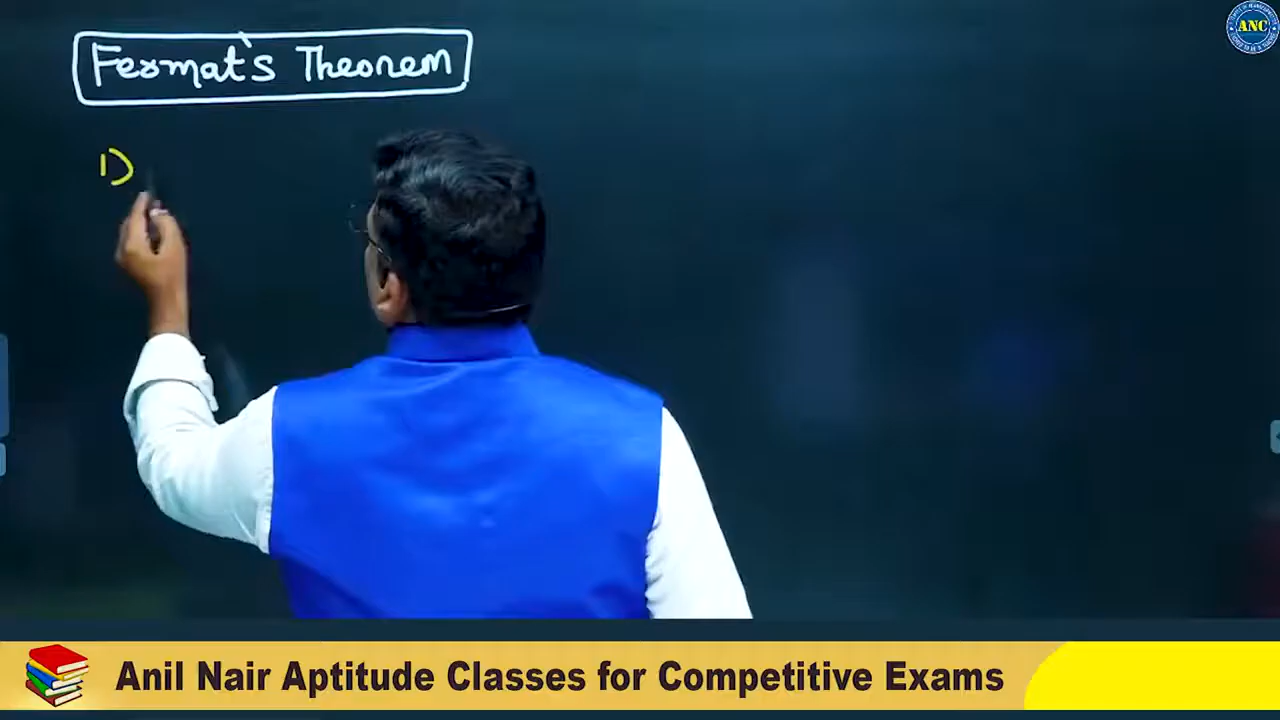 Fermat's Theorem
ANC
1)
Anil Nair Aptitude Classes for Competitive Exams